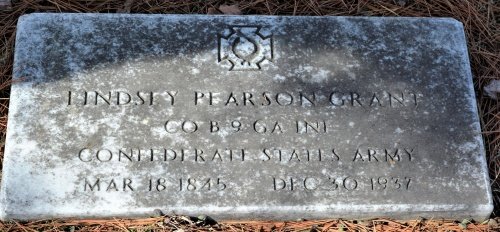 LINDSEY PEARSON GRANT
CO B 9 GA INF
CONFEDERATE STATES ARMY
MAR 18 1845 DEC 30 1937